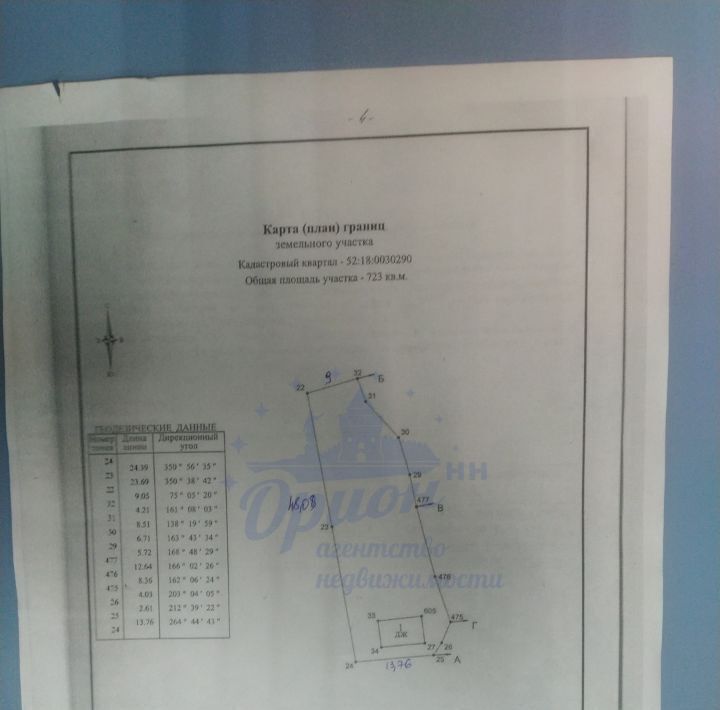 - 4 -
Карта (план) границ
земельного участка
Кадастровый квартал - 52:18:0030290
Общая площадь участка - 723 кв.м.
9
32
Б
22
31
30
ГЕОДЕЗИЧЕСКИЕ ДАННЫЕ
Номер точки
Длина линии
Дирекционный угол
24
24.39 350° 56' 35"
23
23.69 350° 38' 42"
22
9.05 75° 05' 20"
32
4.21 161° 08' 03"
31
8.51 138° 19' 59"
30
6.71 163° 43' 34"
29
5.72 168° 48' 29"
477
12.64 166° 02' 26"
476
8.36 162° 06' 24"
475
4.03 203° 04' 05"
26
2.61 212° 39' 22"
25
13.76 264° 44' 43"
24
29
НН
Орион
48,08
477
В
23
агентство
недвижимости
476
33
605
475
Г
1
ДЖ
34
27
26
24
13,76
25
А